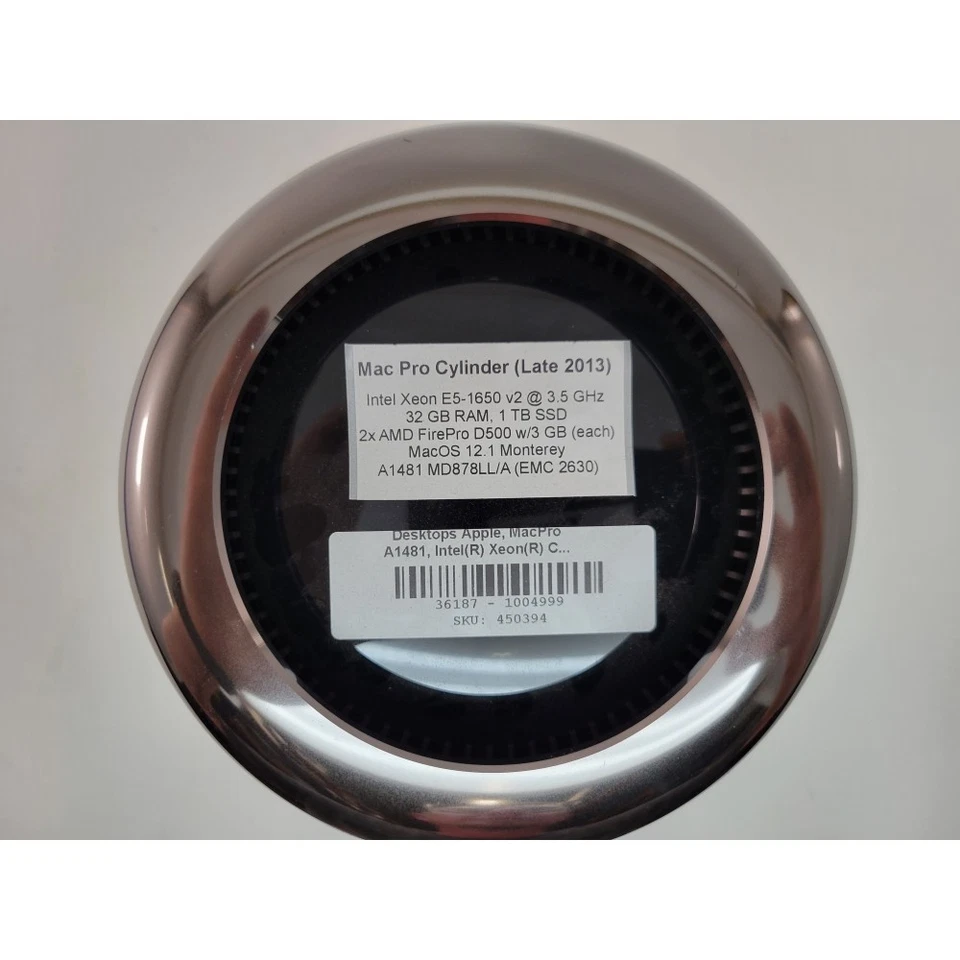 Mac Pro Cylinder (Late 2013)
Intel Xeon E5-1650 v2 @ 3.5 GHz
32 GB RAM, 1 TB SSD
2x AMD FirePro D500 w/3 GB (each)
MacOS 12.1 Monterey
A1481 MD878LL/A (EMC 2630)
Desktops Apple, MacPro
A1481, Intel(R) Xeon(R) C...
36187 - 1004999
SKU: 450394